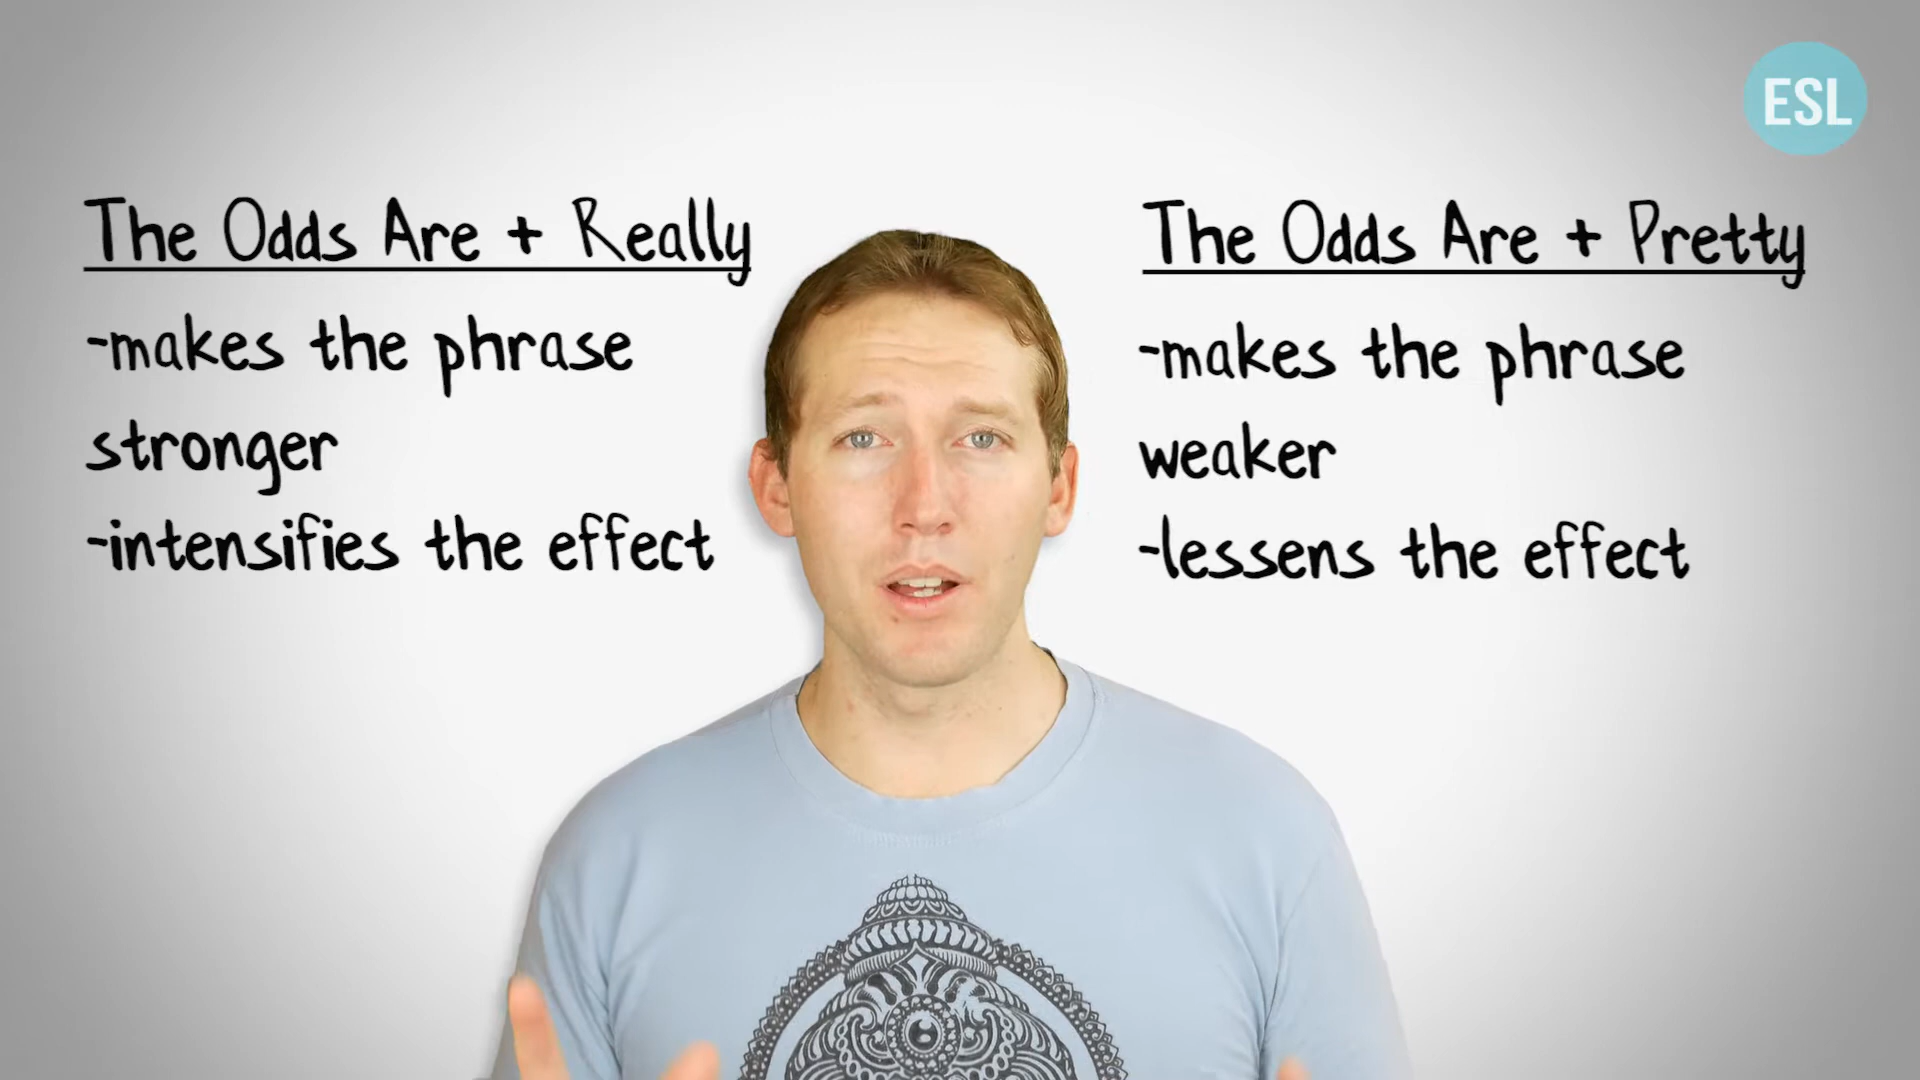 ESL
The Odds Are + Really
-makes the phrase
stronger
-intensifies the effect
The Odds Are + Pretty
-makes the phrase
weaker
-lessens the effect